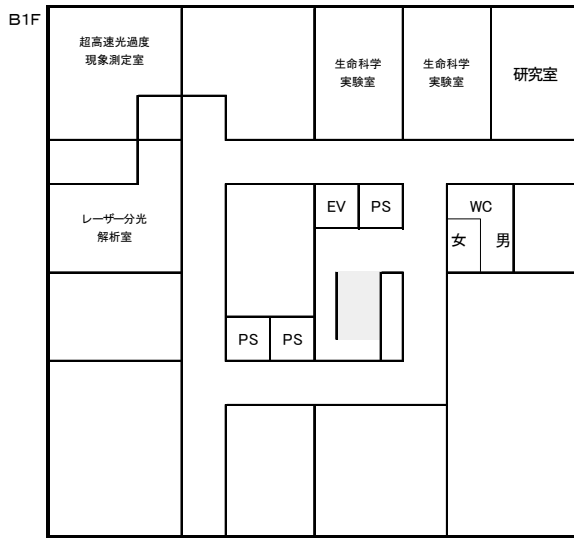 B1F
超高速光過度
現象測定室
生命科学
実験室
生命科学
実験室
研究室
レーザー分光
解析室
EV
PS
WC
女
男
PS
PS